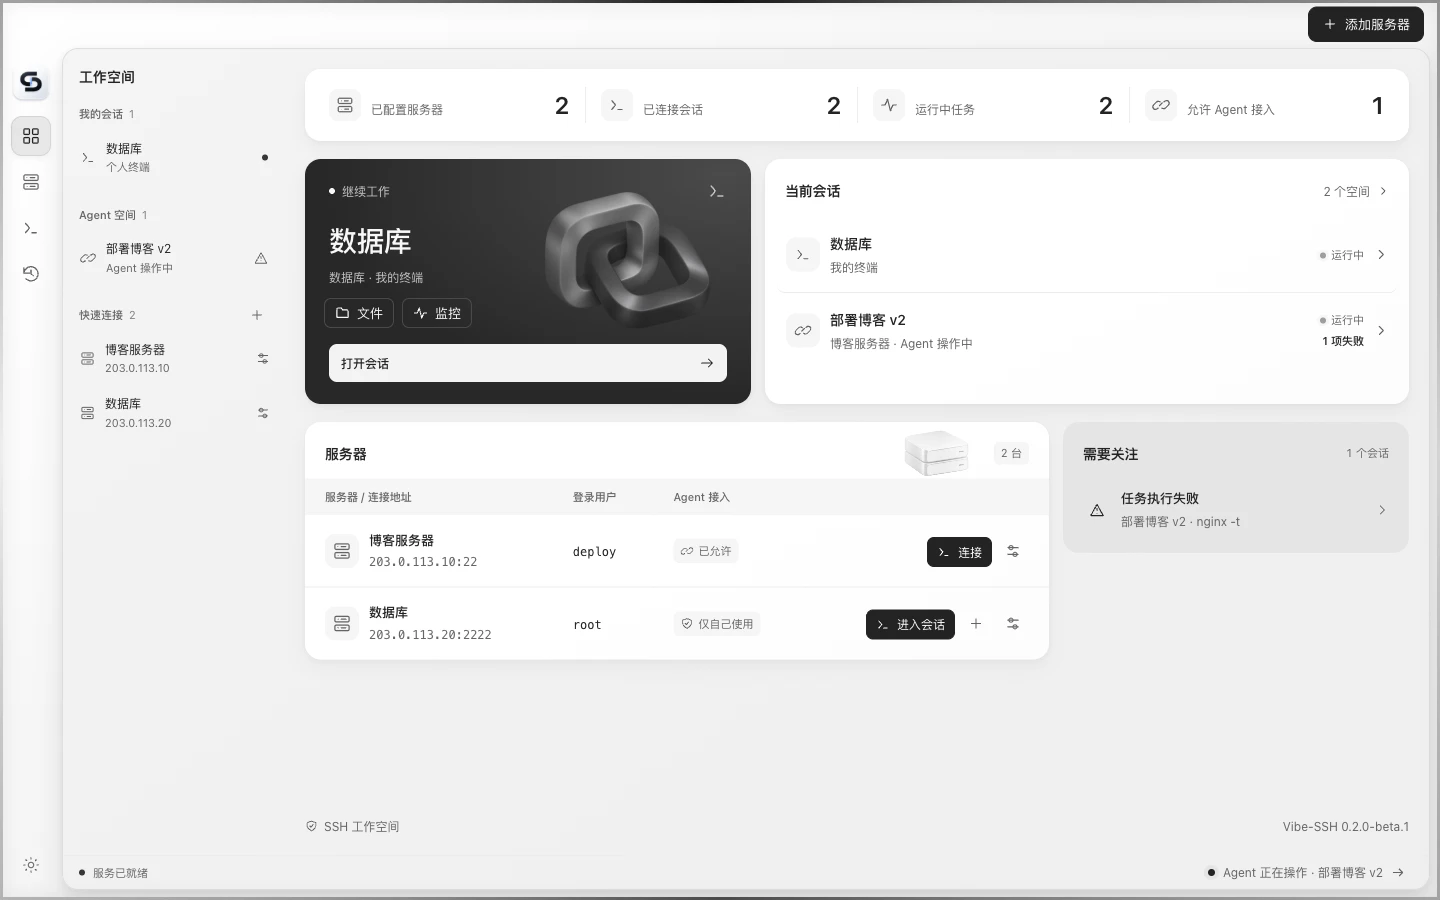 添加服务器
工作空间
我的会话 1
数据库
个人终端
Agent 空间 1
部署博客 v2
Agent 操作中
快速连接 2
博客服务器
203.0.113.10
数据库
203.0.113.20
已配置服务器 2
已连接会话 2
运行中任务 2
允许 Agent 接入 1
继续工作
数据库
数据库 · 我的终端
文件 监控
打开会话
当前会话 2 个空间
数据库
我的终端
运行中
部署博客 v2
博客服务器 · Agent 操作中
运行中
1 项失败
服务器 2 台
服务器 / 连接地址 登录用户 Agent 接入
博客服务器
203.0.113.10:22
deploy 已允许 连接
数据库
203.0.113.20:2222
root 仅自己使用 进入会话
需要关注 1 个会话
任务执行失败
部署博客 v2 · nginx -t
SSH 工作空间 Vibe-SSH 0.2.0-beta.1
服务已就绪 Agent 正在操作 · 部署博客 v2